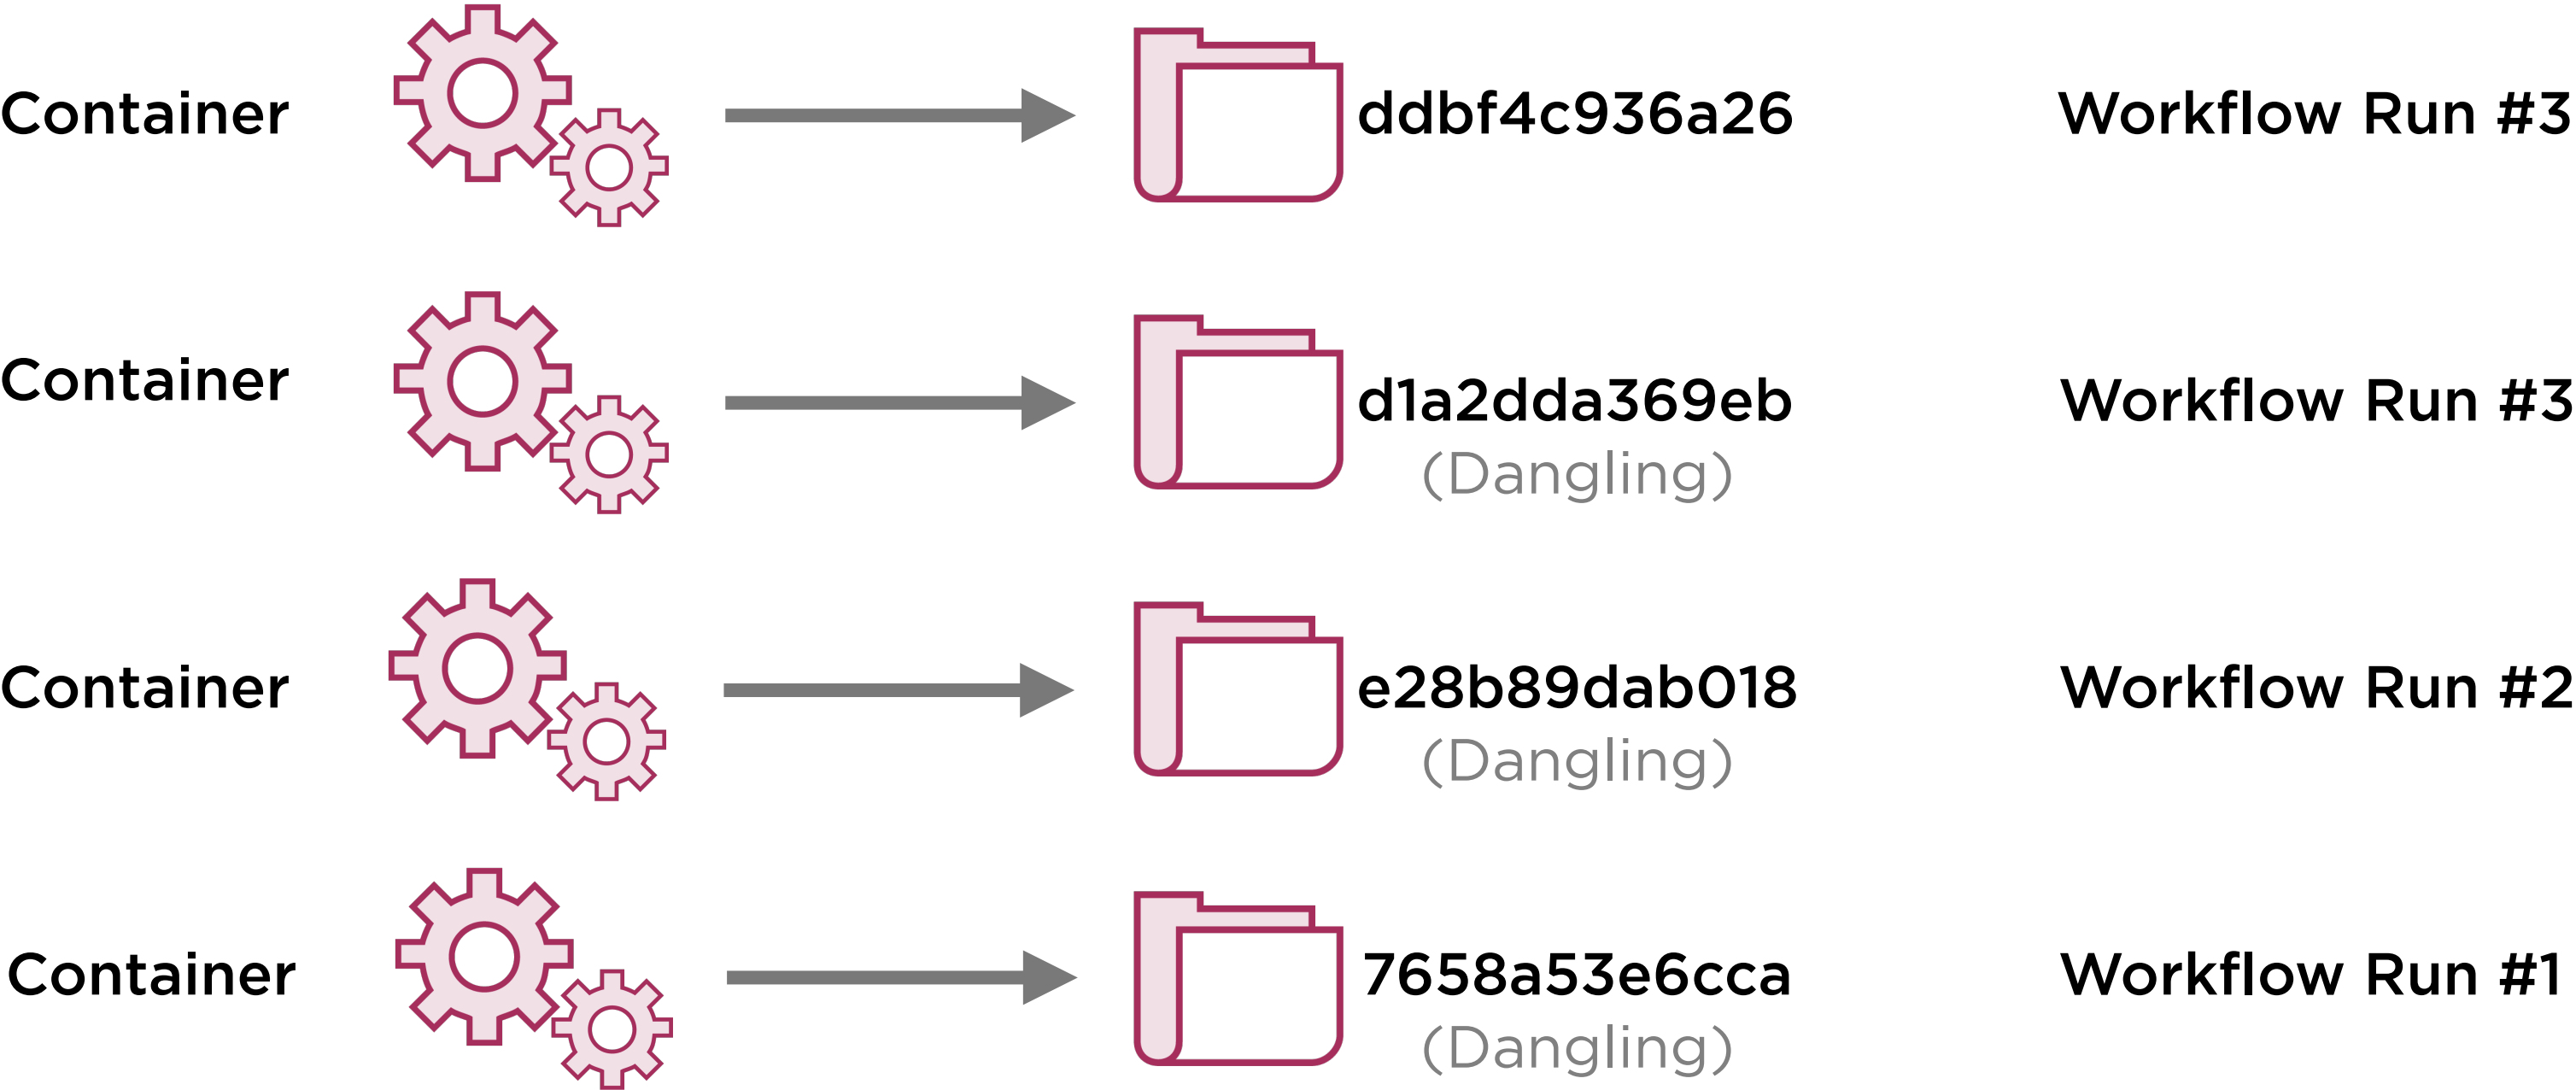 Container ddbf4c936a26 Workflow Run #3
Container d1a2dda369eb Workflow Run #3
(Dangling)
Container e28b89dab018 Workflow Run #2
(Dangling)
Container 7658a53e6cca Workflow Run #1
(Dangling)